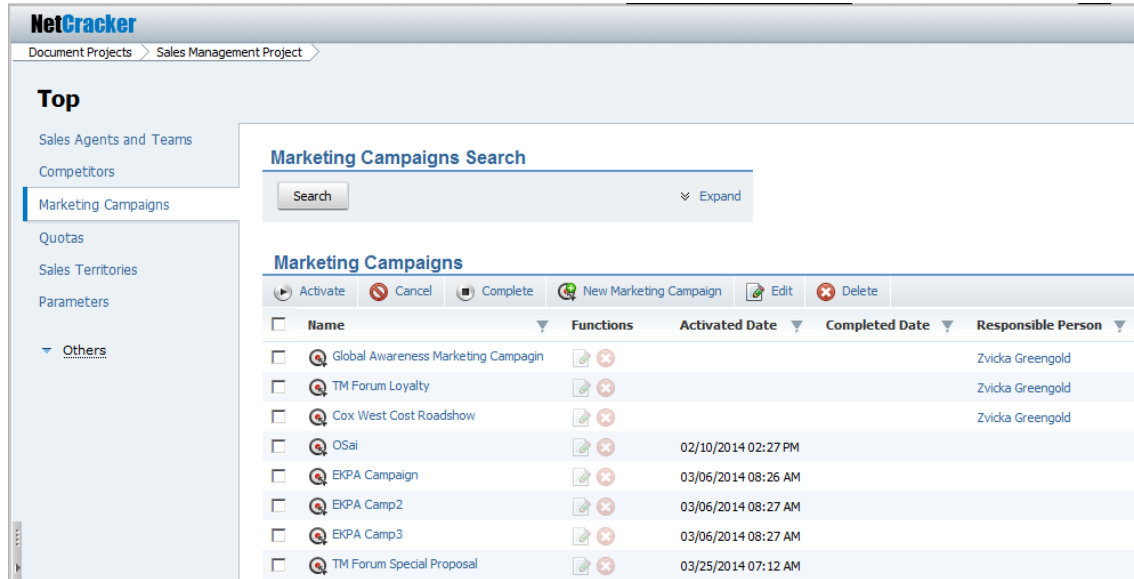 NetCracker
Document Projects Sales Management Project
Top
Sales Agents and Teams
Competitors
Marketing Campaigns
Quotas
Sales Territories
Parameters
Others
Marketing Campaigns Search
Search Expand
Marketing Campaigns
Activate Cancel Complete New Marketing Campaign Edit Delete
Name Functions Activated Date Completed Date Responsible Person
Global Awareness Marketing Campagin Zvicka Greengold
TM Forum Loyalty Zvicka Greengold
Cox West Cost Roadshow Zvicka Greengold
OSai 02/10/2014 02:27 PM
EKPA Campaign 03/06/2014 08:26 AM
EKPA Camp2 03/06/2014 08:27 AM
EKPA Camp3 03/06/2014 08:27 AM
TM Forum Special Proposal 03/25/2014 07:12 AM